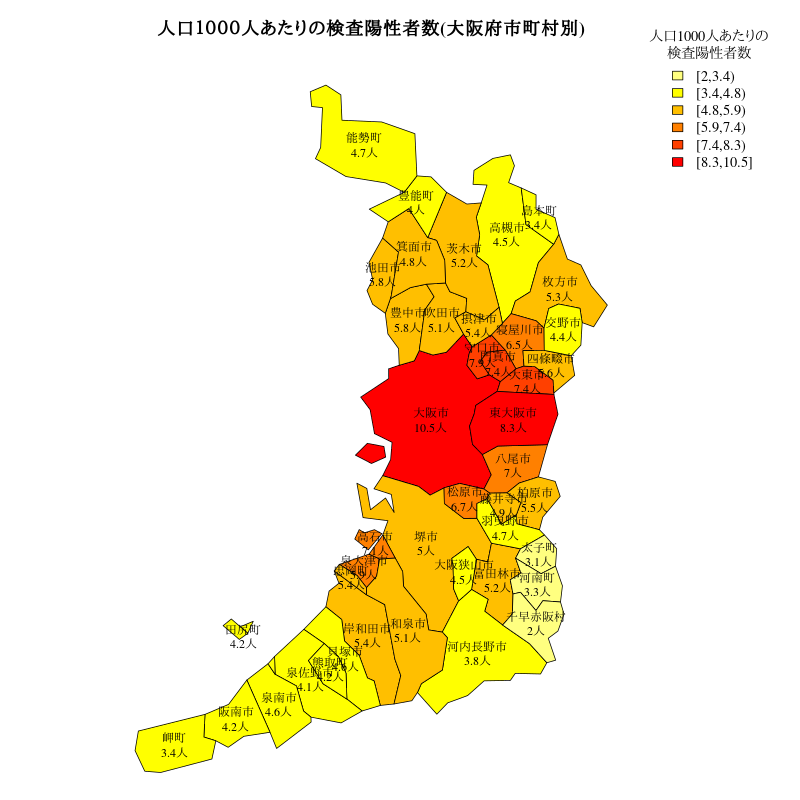 人口1000人あたりの検査陽性者数(大阪府市町村別)
人口1000人あたりの
検査陽性者数
[2,3.4)
[3.4,4.8)
[4.8,5.9)
[5.9,7.4)
[7.4,8.3)
[8.3,10.5]
能勢町
4.7人
豊能町
4人
島本町
3.4人
高槻市
4.5人
箕面市
4.8人
茨木市
5.2人
池田市
5.8人
枚方市
5.3人
豊中市
5.8人
吹田市
5.1人
摂津市
5.4人
交野市
4.4人
寝屋川市
6.5人
守口市
門真市
7.4人
四條畷市
5.6人
大東市
7.4人
大阪市
10.5人
東大阪市
8.3人
八尾市
7人
松原市
6.7人
藤井寺市
柏原市
5.5人
羽曳野市
4.7人
高石市
堺市
5人
太子町
3.1人
泉大津市
忠岡町
5.4人
大阪狭山市
4.5人
富田林市
5.2人
河南町
3.3人
千早赤阪村
2人
田尻町
4.2人
岸和田市
5.4人
和泉市
5.1人
河内長野市
3.8人
貝塚市
熊取町
4.2人
泉佐野市
4.1人
泉南市
4.6人
阪南市
4.2人
岬町
3.4人